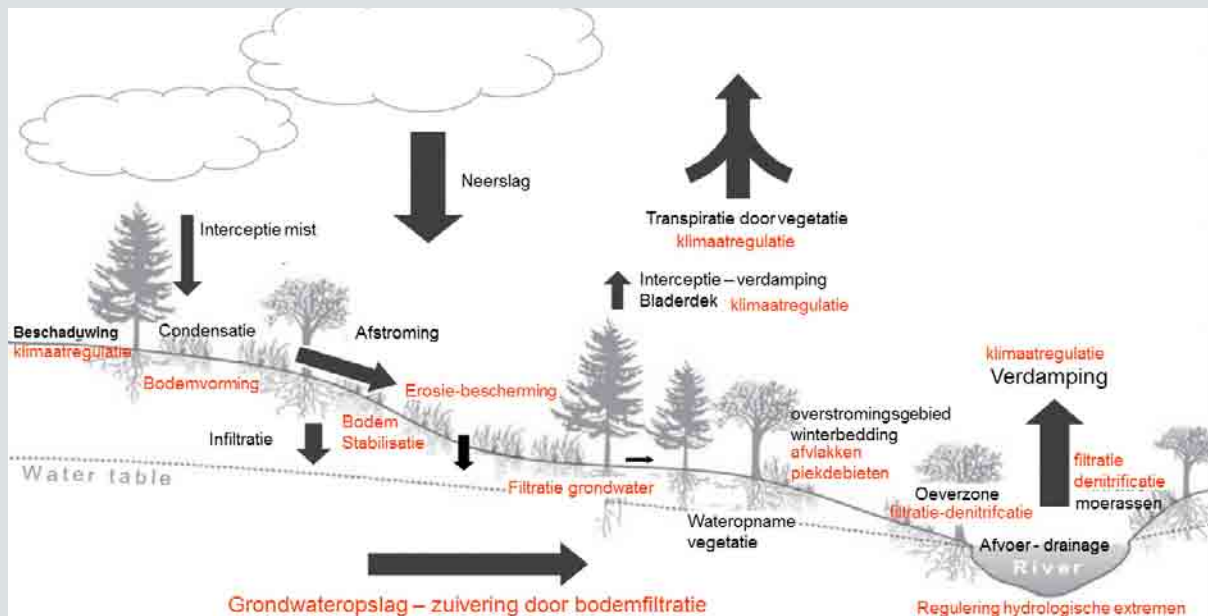 Neerslag
Interceptie mist
Transpiratie door vegetatie
klimaatregulatie
Interceptie – verdamping
Bladerdek klimaatregulatie
Beschaduwing
klimaatregulatie
Condensatie
Afstroming
Bodemvorming
Erosie-bescherming
klimaatregulatie
Verdamping
Infiltratie
Bodem
Stabilisatie
overstromingsgebied
winterbedding
afvlakken
piekdebieten
Water table
Filtratie grondwater
Wateropname
vegetatie
Oeverzone
filtratie-denitrifcatie
filtratie
denitrificatie
moerassen
Afvoer - drainage
River
Grondwateropslag – zuivering door bodemfiltratie
Regulering hydrologische extremen